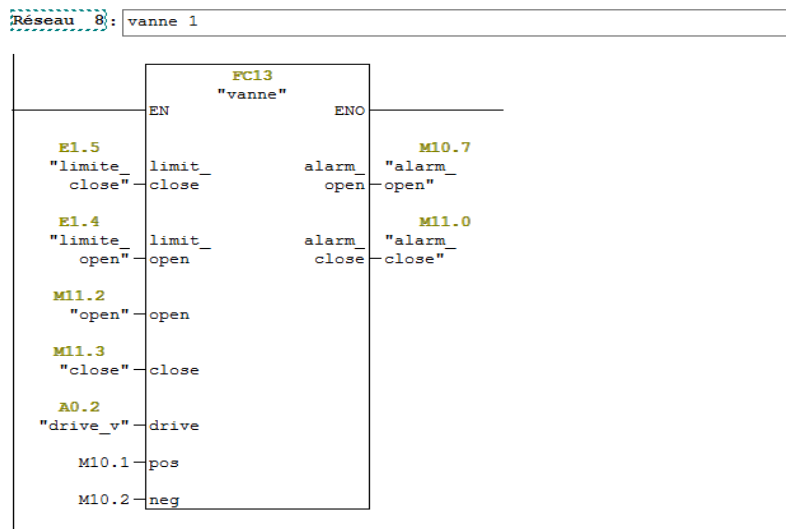 Réseau 8 : vanne 1
FC13
"vanne"
EN ENO
E1.5 M10.7
"limite_ limit_ alarm_ "alarm_
close" close open open"
E1.4 M11.0
"limite_ limit_ alarm_ "alarm_
open" open close close"
M11.2
"open" open
M11.3
"close" close
A0.2
"drive_v" drive
M10.1 pos
M10.2 neg